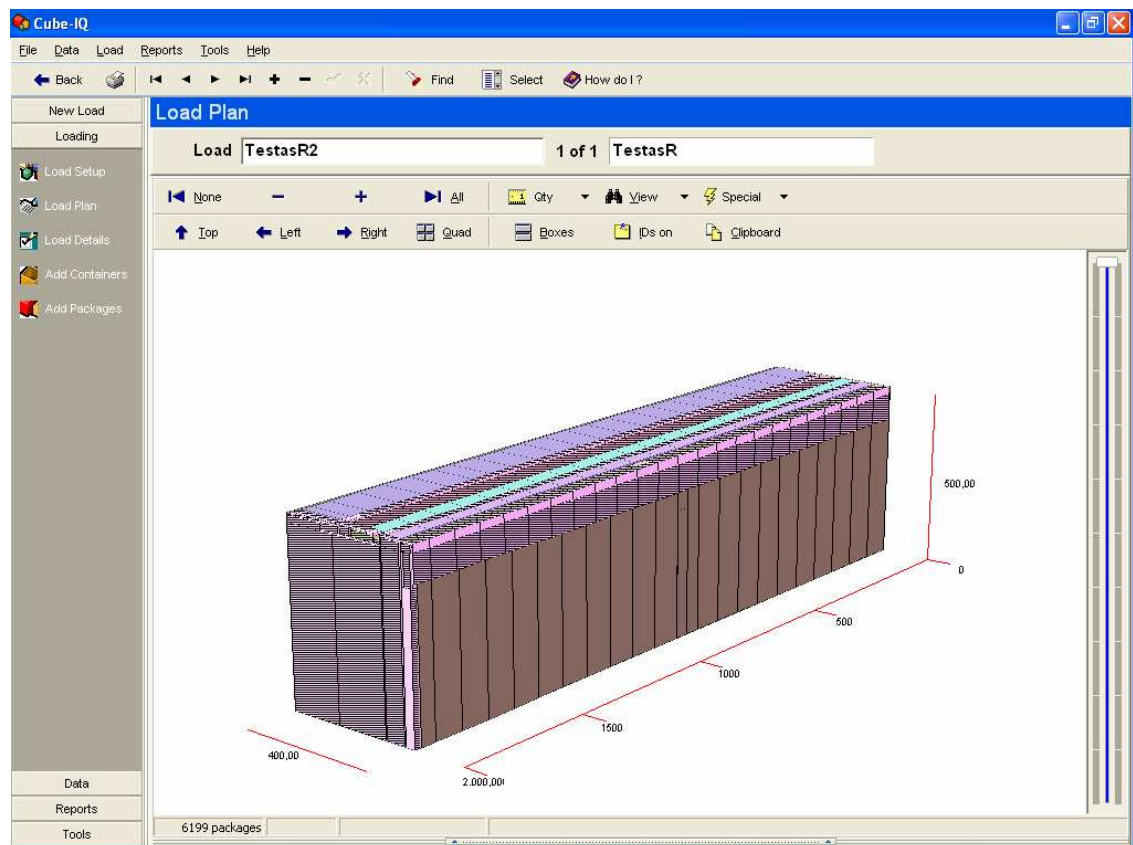 Cube-IQ
File Data Load Reports Tools Help
Back Find Select How do I ?
New Load
Loading
Load Setup
Load Plan
Load Details
Add Containers
Add Packages
Load Plan
Load TestasR2 1 of 1 TestasR
None − + All Qty View Special
Top Left Right Quad Boxes IDs on Clipboard
500,00
0
500
1000
1500
2.000,00
400,00
Data
Reports
Tools
6199 packages